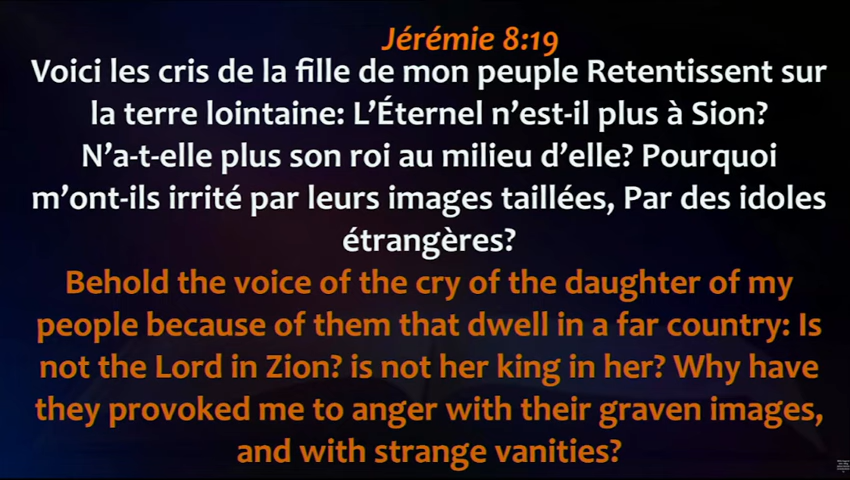 Jérémie 8:19
Voici les cris de la fille de mon peuple Retentissent sur
la terre lointaine: L’Éternel n’est-il plus à Sion?
N’a-t-elle plus son roi au milieu d’elle? Pourquoi
m’ont-ils irrité par leurs images taillées, Par des idoles
étrangères?
Behold the voice of the cry of the daughter of my
people because of them that dwell in a far country: Is
not the Lord in Zion? is not her king in her? Why have
they provoked me to anger with their graven images,
and with strange vanities?